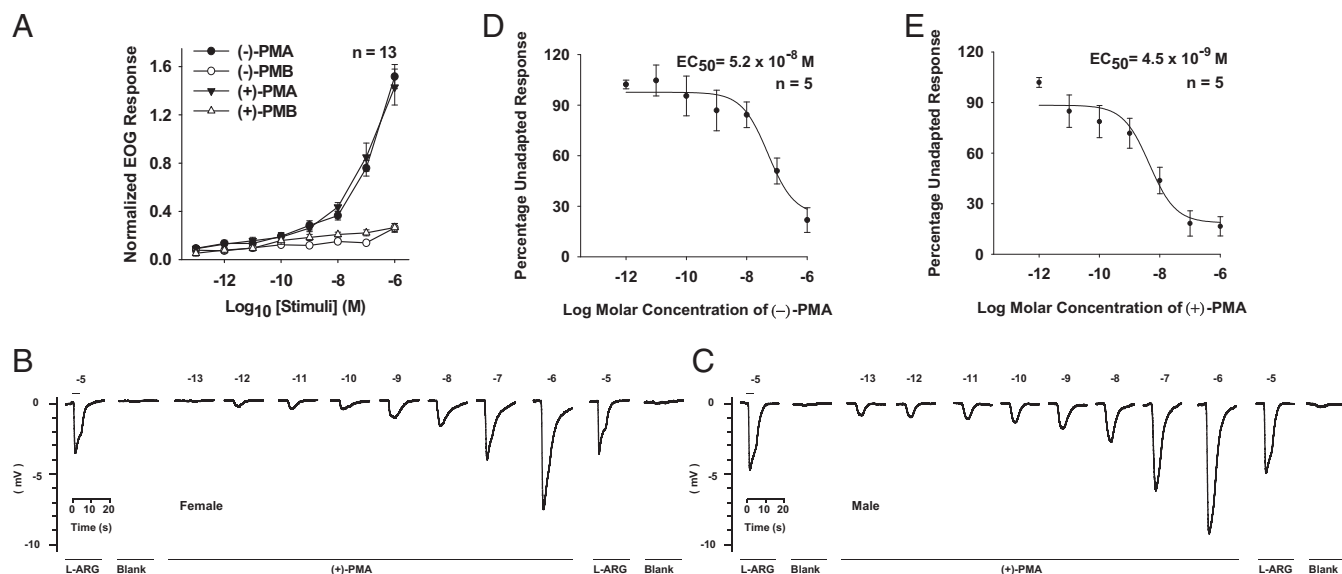 A
n = 13
(-)-PMA
(-)-PMB
(+)-PMA
(+)-PMB
1.6
1.2
0.8
0.4
0.0
Normalized EOG Response
-12 -10 -8 -6
Log10 [Stimuli] (M)
D
EC50= 5.2 x 10-8 M
n = 5
120
90
60
30
0
Percentage Unadapted Response
-12 -10 -8 -6
Log Molar Concentration of (−)-PMA
E
EC50= 4.5 x 10-9 M
n = 5
120
90
60
30
0
Percentage Unadapted Response
-12 -10 -8 -6
Log Molar Concentration of (+)-PMA
B
-5 -13 -12 -11 -10 -9 -8 -7 -6 -5
0
-5
-10
( mV )
0 10 20
Time (s)
Female
L-ARG Blank (+)-PMA L-ARG Blank
C
-5 -13 -12 -11 -10 -9 -8 -7 -6 -5
0
-5
-10
( mV )
0 10 20
Time (s)
Male
L-ARG Blank (+)-PMA L-ARG Blank